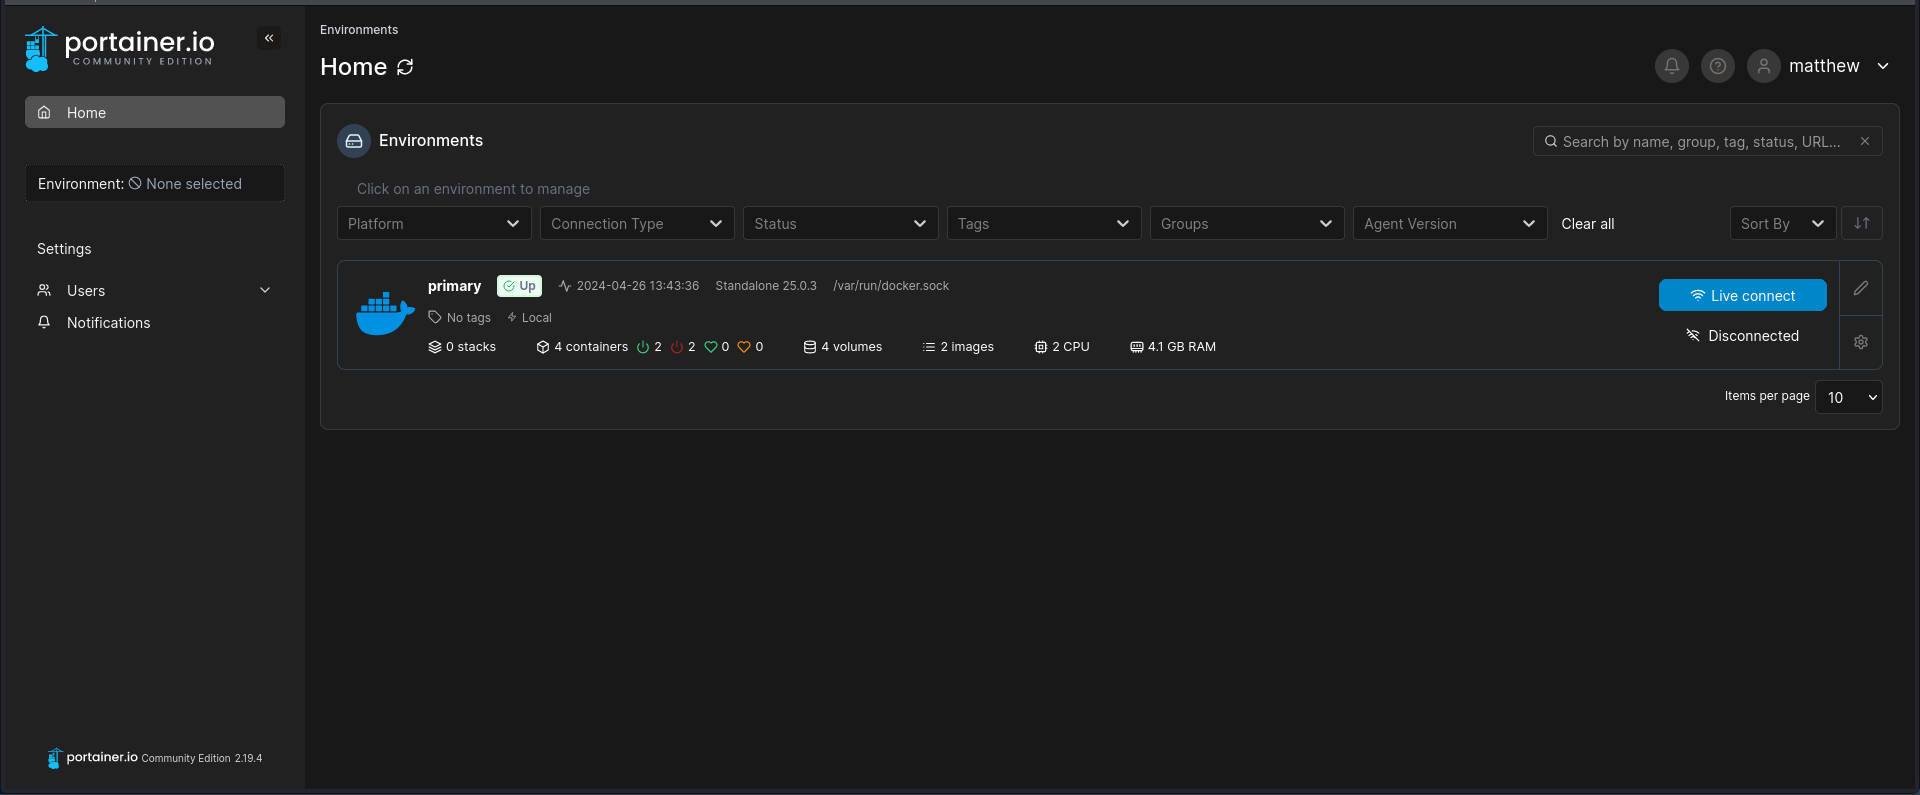 portainer.io
COMMUNITY EDITION
Home
Environment: None selected
Settings
Users
Notifications
portainer.io Community Edition 2.19.4
Environments
Home
matthew
Environments
Search by name, group, tag, status, URL...
Click on an environment to manage
Platform Connection Type Status Tags Groups Agent Version Clear all Sort By
primary Up 2024-04-26 13:43:36 Standalone 25.0.3 /var/run/docker.sock
No tags Local
0 stacks 4 containers 2 2 0 0 4 volumes 2 images 2 CPU 4.1 GB RAM
Live connect
Disconnected
Items per page 10